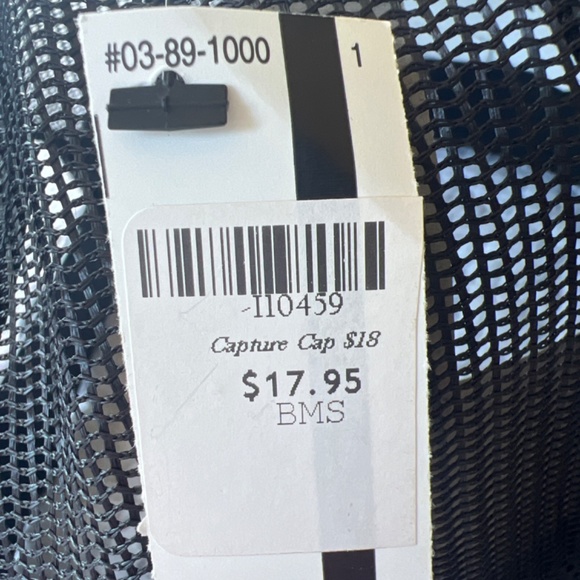 #03-89-1000 1
I10459
Capture Cap $18
$17.95
BMS